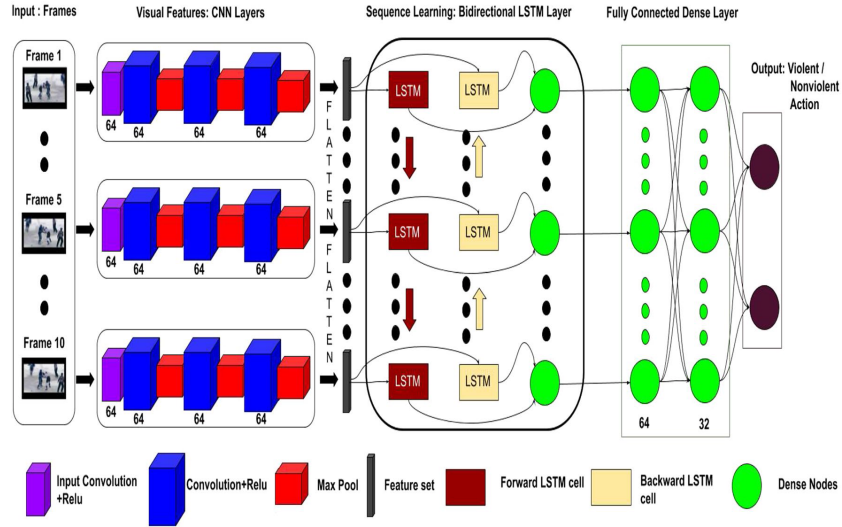 Input : Frames
Visual Features: CNN Layers
Sequence Learning: Bidirectional LSTM Layer
Fully Connected Dense Layer
Frame 1
64
64
64
64
LSTM
LSTM
Output: Violent /
Nonviolent
Action
FLATTEN
Frame 5
64
64
64
64
LSTM
LSTM
FLATTEN
Frame 10
64
64
64
64
LSTM
LSTM
64
32
Input Convolution
+Relu
Convolution+Relu
Max Pool
Feature set
Forward LSTM cell
Backward LSTM
cell
Dense Nodes